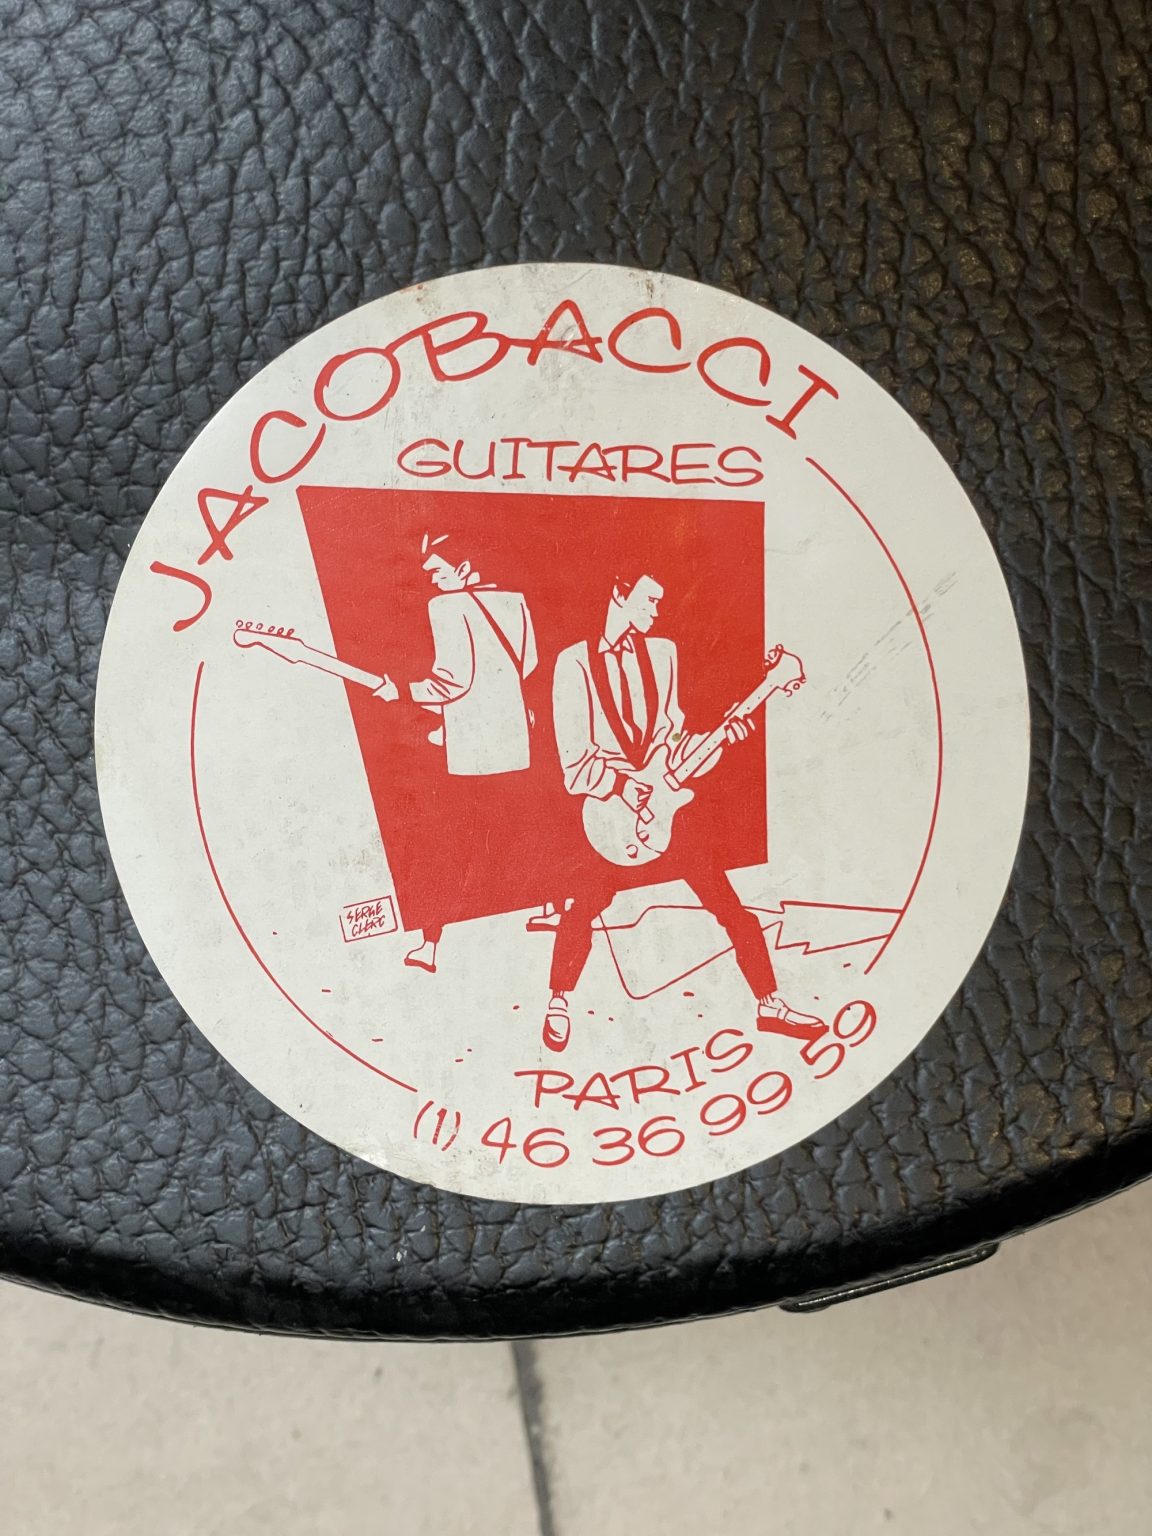 JACOBACCI
GUITARES
SERGE
CLERC
PARIS
(1) 46 36 99 59